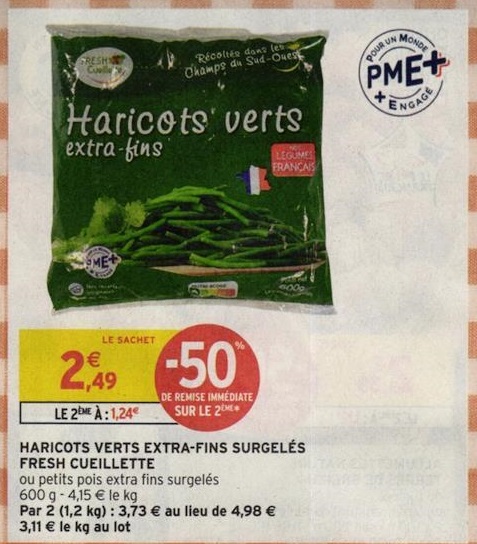 FRESH
Cueillette
Récoltés dans les
Champs du Sud-Ouest
POUR UN MONDE
PME+
+ ENGAGÉ
Haricots verts
extra-fins
LÉGUMES
FRANÇAIS
PME+
600g
LE SACHET
2,€49
-50%
DE REMISE IMMÉDIATE
SUR LE 2ÈME*
LE 2ÈME À : 1,24€
HARICOTS VERTS EXTRA-FINS SURGELÉS
FRESH CUEILLETTE
ou petits pois extra fins surgelés
600 g - 4,15 € le kg
Par 2 (1,2 kg) : 3,73 € au lieu de 4,98 €
3,11 € le kg au lot